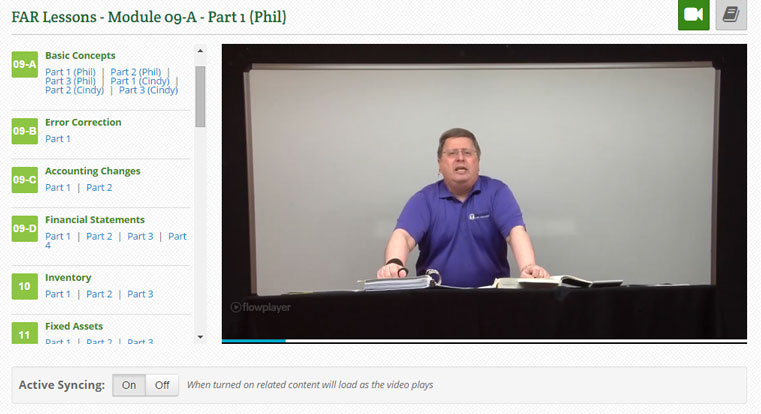 FAR Lessons - Module 09-A - Part 1 (Phil)
09-A
Basic Concepts
Part 1 (Phil) | Part 2 (Phil) |
Part 3 (Phil) | Part 1 (Cindy) |
Part 2 (Cindy) | Part 3 (Cindy)
09-B
Error Correction
Part 1
09-C
Accounting Changes
Part 1 | Part 2
09-D
Financial Statements
Part 1 | Part 2 | Part 3 | Part
4
10
Inventory
Part 1 | Part 2 | Part 3
11
Fixed Assets
Part 1 | Part 2 | Part 3
flowplayer
Active Syncing: On Off When turned on related content will load as the video plays